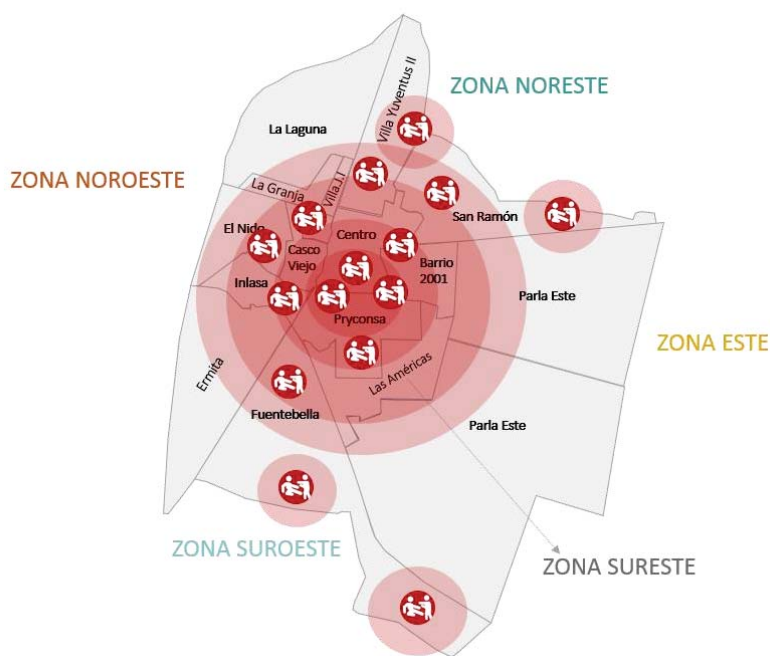 Villa Yuventus II
ZONA NORESTE
La Laguna
ZONA NOROESTE
La Granja
Villa J.I
San Ramón
El Nido
Centro
Casco
Viejo
Barrio
2001
Inlasa
Parla Este
Pryconsa
ZONA ESTE
Ermita
Las Américas
Fuentebella
Parla Este
ZONA SUROESTE
ZONA SURESTE